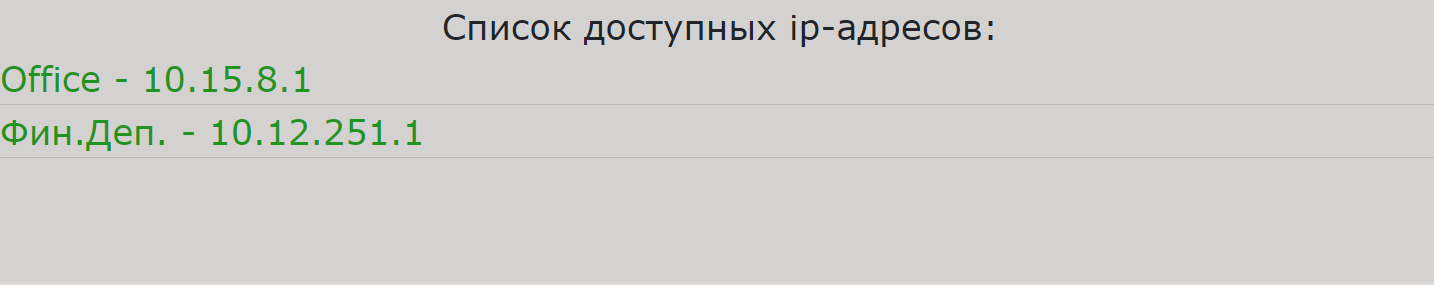 Список доступных ip-адресов:
Office - 10.15.8.1
Фин.Деп. - 10.12.251.1